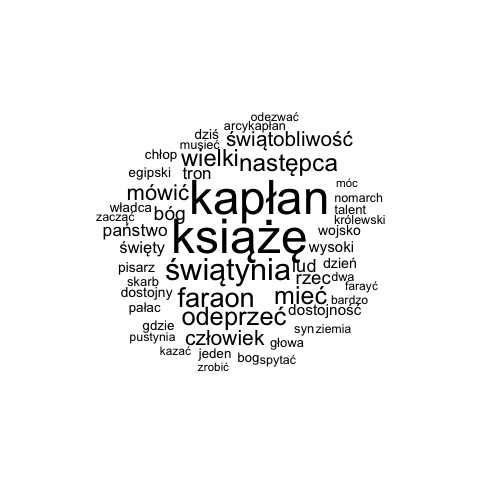 odezwać
arcykapłan
dziś
świątobliwość
musieć
chłop
wielki
następca
egipski
tron
móc
mówić
kapłan
nomarch
władca
bóg
talent
zacząć
królewski
państwo
książę
wojsko
święty
wysoki
pisarz
świątynia
lud
dzień
skarb
rzec
dwa
dostojny
faraon
mieć
farayć
bardzo
pałac
odeprzeć
dostojność
gdzie
syn
ziemia
pustynia
człowiek
głowa
kazać
jeden
bog
spytać
zrobić